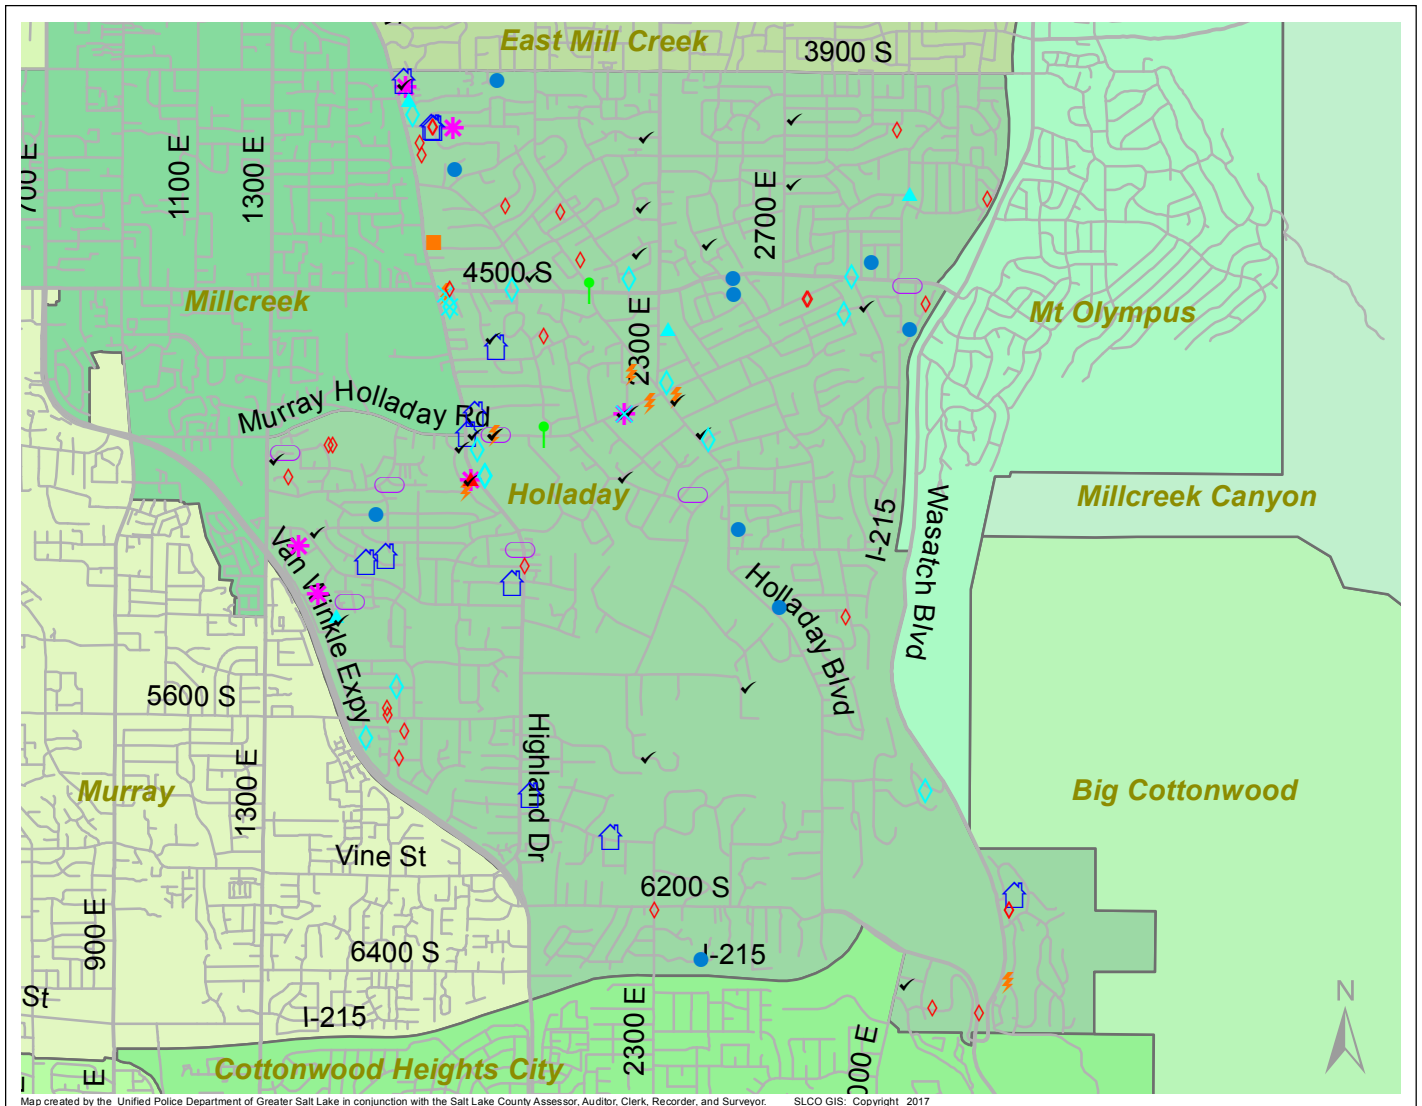 East Mill Creek
3900 S
700 E
1100 E
1300 E
2700 E
4500 S
Millcreek
Mt Olympus
2300 E
Murray Holladay Rd
Holladay
Millcreek Canyon
I-215
Wasatch Blvd
Van Winkle Expy
Holladay Blvd
5600 S
Highland Dr
Murray
1300 E
Big Cottonwood
Vine St
6200 S
900 E
6400 S
I-215
St
I-215
N
2300 E
000 E
Cottonwood Heights City
E
Map created by the Unified Police Department of Greater Salt Lake in conjunction with the Salt Lake County Assessor, Auditor, Clerk, Recorder, and Surveyor. SLCO GIS: Copyright 2017